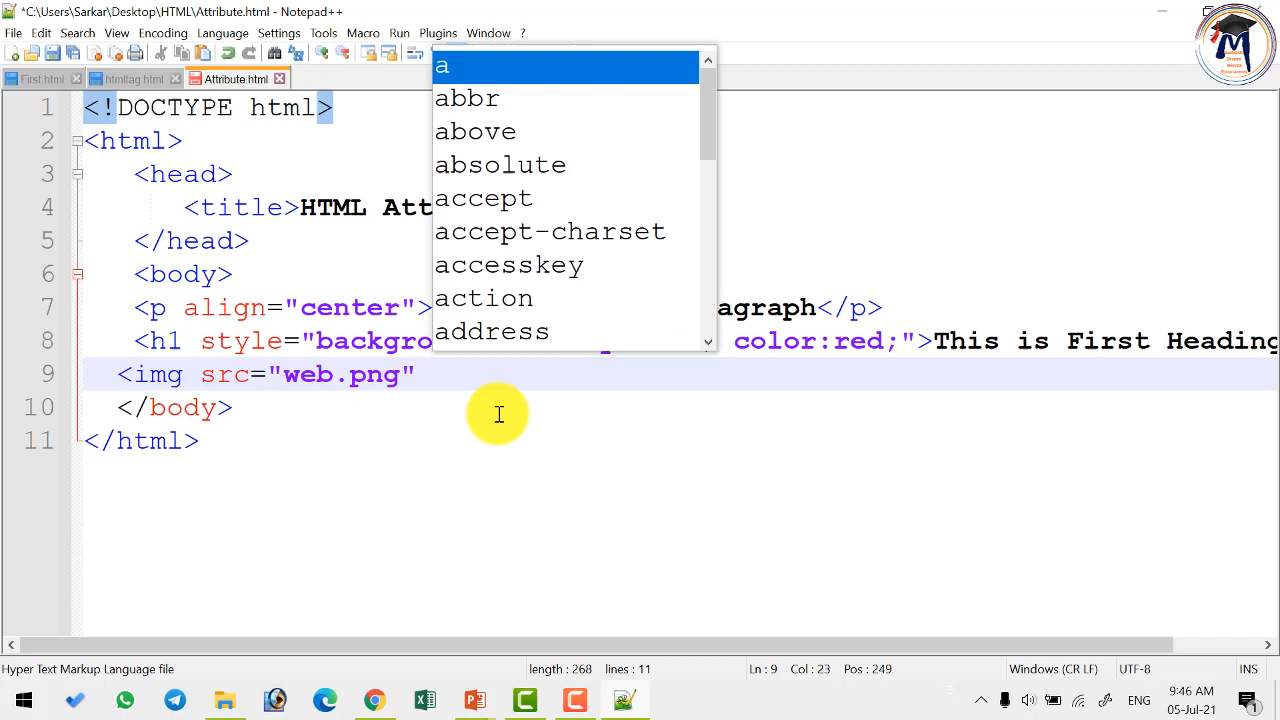 *C:\Users\Sarkar\Desktop\HTML\Attribute.html - Notepad++
File Edit Search View Encoding Language Settings Tools Macro Run Plugins Window ?
First.html htmltag.html Attribute.html
a
abbr
above
absolute
accept
accept-charset
accesskey
action
address
1 <!DOCTYPE html>
2 <html>
3 <head>
4 <title>HTML Att
5 </head>
6 <body>
7 <p align="center"> agraph</p>
8 <h1 style="backgro color:red;">This is First Heading
9 <img src="web.png"
10 </body>
11 </html>
Hyper Text Markup Language file length : 268 lines : 11 Ln : 9 Col : 23 Pos : 249 Windows (CR LF) UTF-8 INS
ENG 9:46 AM
05-Jul-21